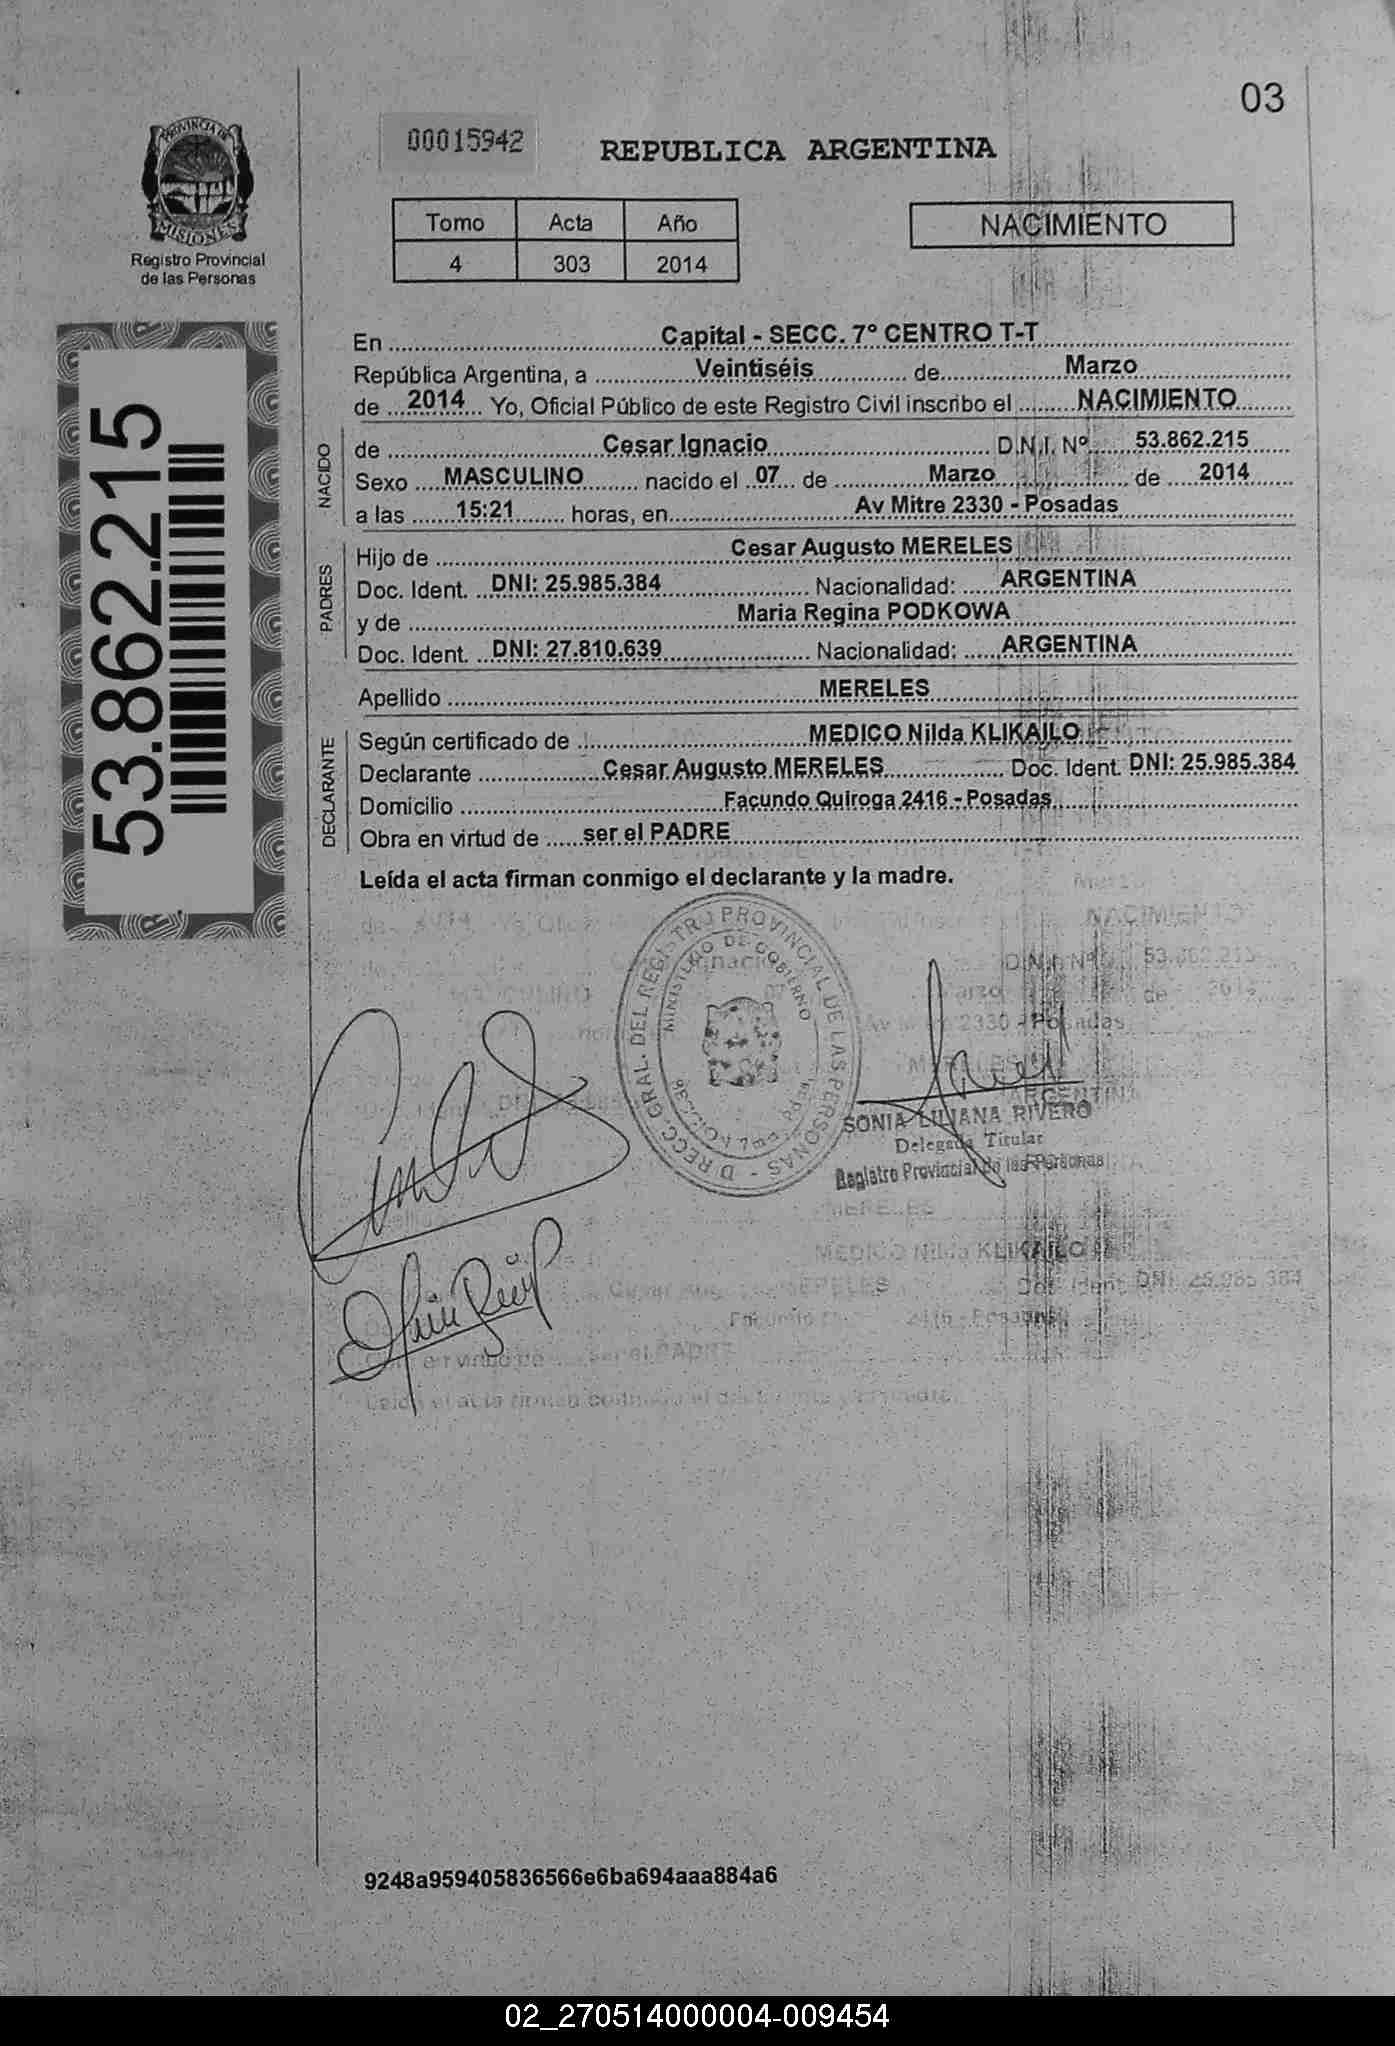 03
PROVINCIA DE
MISIONES
Registro Provincial
de las Personas
00015942
REPUBLICA ARGENTINA
Tomo Acta Año
4 303 2014
NACIMIENTO
53.862.215
En Capital - SECC. 7º CENTRO T-T
República Argentina, a Veintiséis de Marzo
de 2014 Yo, Oficial Público de este Registro Civil inscribo el NACIMIENTO
NACIDO
de Cesar Ignacio D.N.I. Nº 53.862.215
Sexo MASCULINO nacido el 07 de Marzo de 2014
a las 15:21 horas, en Av Mitre 2330 - Posadas
PADRES
Hijo de Cesar Augusto MERELES
Doc. Ident. DNI: 25.985.384 Nacionalidad: ARGENTINA
y de Maria Regina PODKOWA
Doc. Ident. DNI: 27.810.639 Nacionalidad: ARGENTINA
Apellido MERELES
DECLARANTE
Según certificado de MEDICO Nilda KLIKAILO
Declarante Cesar Augusto MERELES Doc. Ident. DNI: 25.985.384
Domicilio Facundo Quiroga 2416 - Posadas
Obra en virtud de ser el PADRE
Leída el acta firman conmigo el declarante y la madre.
DIRECC. GRAL. DEL REGISTRO PROVINCIAL DE LAS PERSONAS
MINISTERIO DE GOBIERNO
SONIA LILIANA RIVERO
Delegada Titular
Registro Provincial de las Personas
9248a959405836566e6ba694aaa884a6
02_270514000004-009454